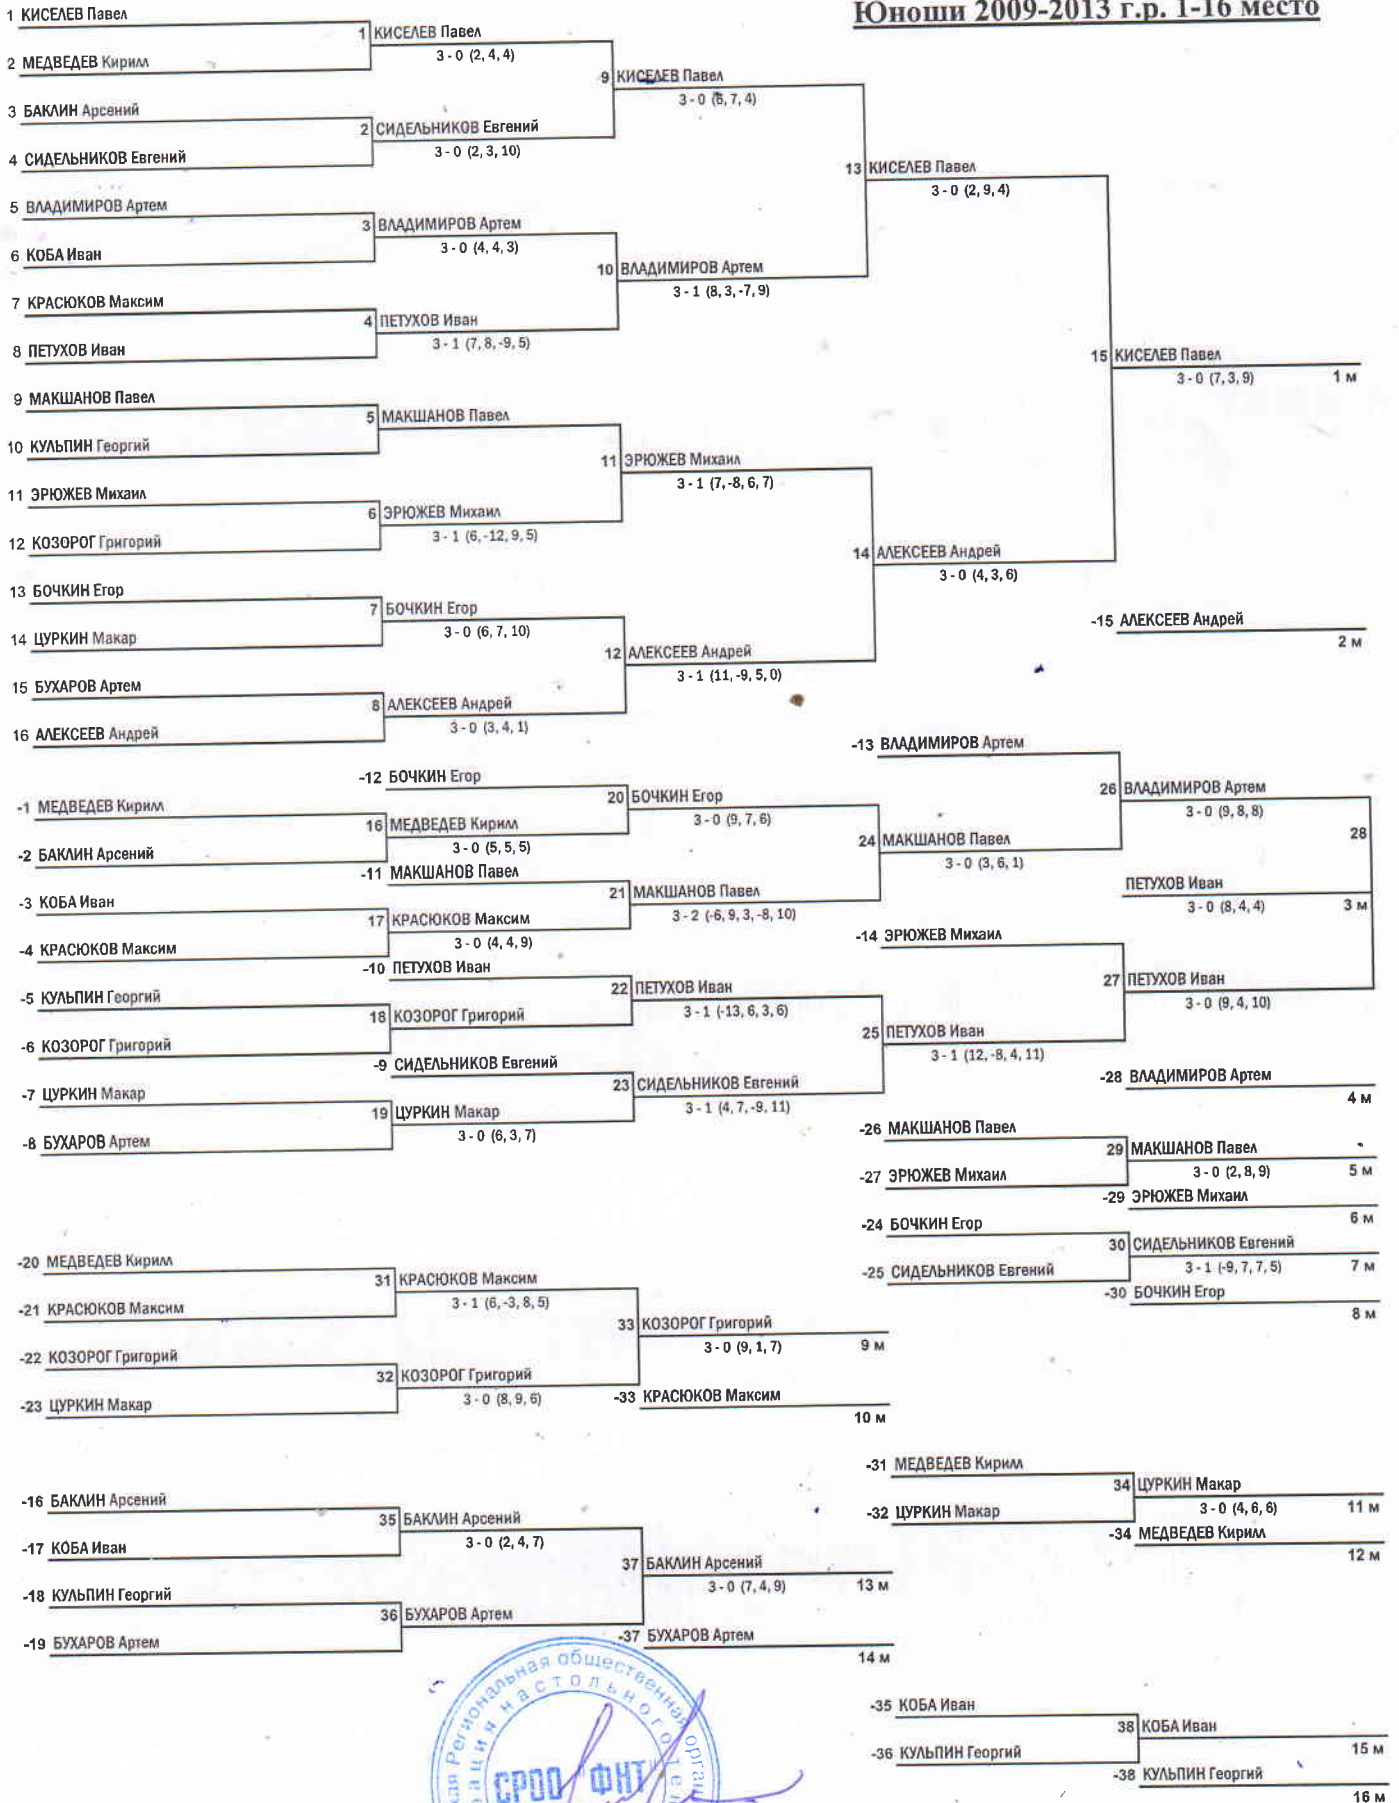 Юноши 2009-2013 г.р. 1-16 место
1 КИСЕЛЕВ Павел
2 МЕДВЕДЕВ Кирилл
3 БАКЛИН Арсений
4 СИДЕЛЬНИКОВ Евгений
5 ВЛАДИМИРОВ Артем
6 КОБА Иван
7 КРАСЮКОВ Максим
8 ПЕТУХОВ Иван
9 МАКШАНОВ Павел
10 КУЛЬПИН Георгий
11 ЭРЮЖЕВ Михаил
12 КОЗОРОГ Григорий
13 БОЧКИН Егор
14 ЦУРКИН Макар
15 БУХАРОВ Артем
16 АЛЕКСЕЕВ Андрей
1 КИСЕЛЕВ Павел
3 - 0 (2, 4, 4)
2 СИДЕЛЬНИКОВ Евгений
3 - 0 (2, 3, 10)
3 ВЛАДИМИРОВ Артем
3 - 0 (4, 4, 3)
4 ПЕТУХОВ Иван
3 - 1 (7, 8, -9, 5)
5 МАКШАНОВ Павел
6 ЭРЮЖЕВ Михаил
3 - 1 (6, -12, 9, 5)
7 БОЧКИН Егор
3 - 0 (6, 7, 10)
8 АЛЕКСЕЕВ Андрей
3 - 0 (3, 4, 1)
9 КИСЕЛЕВ Павел
3 - 0 (6, 7, 4)
10 ВЛАДИМИРОВ Артем
3 - 1 (8, 3, -7, 9)
11 ЭРЮЖЕВ Михаил
3 - 1 (7, -8, 6, 7)
12 АЛЕКСЕЕВ Андрей
3 - 1 (11, -9, 5, 0)
13 КИСЕЛЕВ Павел
3 - 0 (2, 9, 4)
14 АЛЕКСЕЕВ Андрей
3 - 0 (4, 3, 6)
15 КИСЕЛЕВ Павел
3 - 0 (7, 3, 9) 1 м
-15 АЛЕКСЕЕВ Андрей
2 м
-1 МЕДВЕДЕВ Кирилл
-2 БАКЛИН Арсений
-3 КОБА Иван
-4 КРАСЮКОВ Максим
-5 КУЛЬПИН Георгий
-6 КОЗОРОГ Григорий
-7 ЦУРКИН Макар
-8 БУХАРОВ Артем
-12 БОЧКИН Егор
16 МЕДВЕДЕВ Кирилл
3 - 0 (5, 5, 5)
-11 МАКШАНОВ Павел
17 КРАСЮКОВ Максим
3 - 0 (4, 4, 9)
-10 ПЕТУХОВ Иван
18 КОЗОРОГ Григорий
-9 СИДЕЛЬНИКОВ Евгений
19 ЦУРКИН Макар
3 - 0 (6, 3, 7)
20 БОЧКИН Егор
3 - 0 (9, 7, 6)
21 МАКШАНОВ Павел
3 - 2 (-6, 9, 3, -8, 10)
22 ПЕТУХОВ Иван
3 - 1 (-13, 6, 3, 6)
23 СИДЕЛЬНИКОВ Евгений
3 - 1 (4, 7, -9, 11)
-13 ВЛАДИМИРОВ Артем
24 МАКШАНОВ Павел
3 - 0 (3, 6, 1)
-14 ЭРЮЖЕВ Михаил
25 ПЕТУХОВ Иван
3 - 1 (12, -8, 4, 11)
26 ВЛАДИМИРОВ Артем
3 - 0 (9, 8, 8)
28
ПЕТУХОВ Иван
3 - 0 (8, 4, 4) 3 м
27 ПЕТУХОВ Иван
3 - 0 (9, 4, 10)
-28 ВЛАДИМИРОВ Артем
4 м
-26 МАКШАНОВ Павел
-27 ЭРЮЖЕВ Михаил
29 МАКШАНОВ Павел
3 - 0 (2, 8, 9) 5 м
-29 ЭРЮЖЕВ Михаил
6 м
-24 БОЧКИН Егор
-25 СИДЕЛЬНИКОВ Евгений
30 СИДЕЛЬНИКОВ Евгений
3 - 1 (-9, 7, 7, 5) 7 м
-30 БОЧКИН Егор
8 м
-20 МЕДВЕДЕВ Кирилл
-21 КРАСЮКОВ Максим
-22 КОЗОРОГ Григорий
-23 ЦУРКИН Макар
31 КРАСЮКОВ Максим
3 - 1 (6, -3, 8, 5)
32 КОЗОРОГ Григорий
3 - 0 (8, 9, 6)
33 КОЗОРОГ Григорий
3 - 0 (9, 1, 7) 9 м
-33 КРАСЮКОВ Максим
10 м
-31 МЕДВЕДЕВ Кирилл
-32 ЦУРКИН Макар
34 ЦУРКИН Макар
3 - 0 (4, 6, 6) 11 м
-34 МЕДВЕДЕВ Кирилл
12 м
-16 БАКЛИН Арсений
-17 КОБА Иван
-18 КУЛЬПИН Георгий
-19 БУХАРОВ Артем
35 БАКЛИН Арсений
3 - 0 (2, 4, 7)
36 БУХАРОВ Артем
37 БАКЛИН Арсений
3 - 0 (7, 4, 9) 13 м
-37 БУХАРОВ Артем
14 м
-35 КОБА Иван
-36 КУЛЬПИН Георгий
38 КОБА Иван
15 м
-38 КУЛЬПИН Георгий
16 м
Региональная общественная
настольного
СРОО "ФНТ"